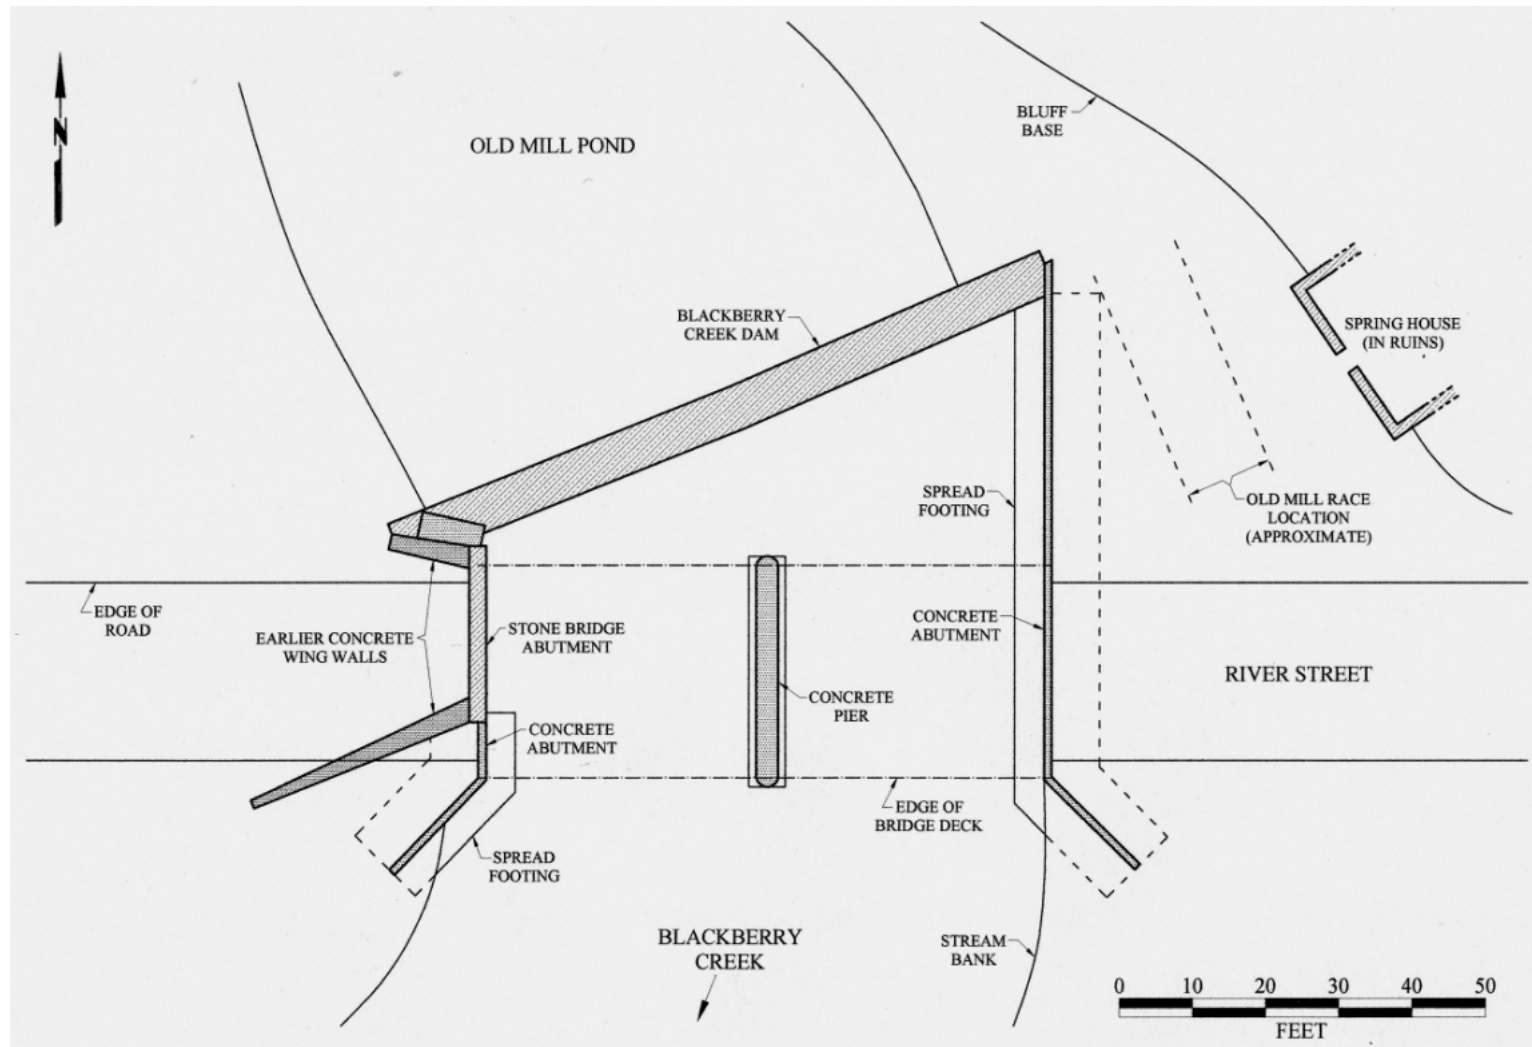 N
OLD MILL POND
BLUFF
BASE
BLACKBERRY
CREEK DAM
SPRING HOUSE
(IN RUINS)
SPREAD
FOOTING
OLD MILL RACE
LOCATION
(APPROXIMATE)
EDGE OF
ROAD
EARLIER CONCRETE
WING WALLS
STONE BRIDGE
ABUTMENT
CONCRETE
ABUTMENT
CONCRETE
PIER
RIVER STREET
CONCRETE
ABUTMENT
EDGE OF
BRIDGE DECK
SPREAD
FOOTING
BLACKBERRY
CREEK
STREAM
BANK
0 10 20 30 40 50
FEET